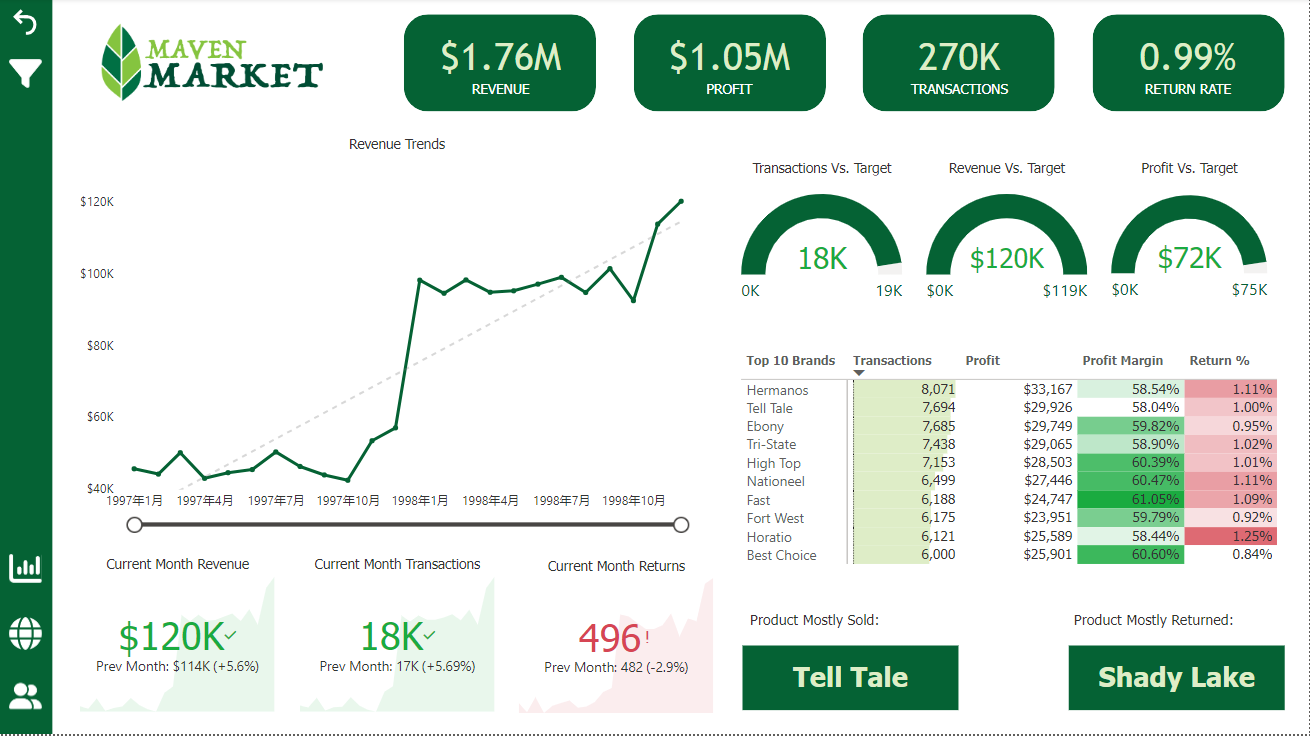 MAVEN
MARKET
$1.76M
REVENUE
$1.05M
PROFIT
270K
TRANSACTIONS
0.99%
RETURN RATE
Revenue Trends
$120K
$100K
$80K
$60K
$40K
1997年1月 1997年4月 1997年7月 1997年10月 1998年1月 1998年4月 1998年7月 1998年10月
Transactions Vs. Target
18K
0K 19K
Revenue Vs. Target
$120K
$0K $119K
Profit Vs. Target
$72K
$0K $75K
Top 10 Brands Transactions Profit Profit Margin Return %
Hermanos 8,071 $33,167 58.54% 1.11%
Tell Tale 7,694 $29,926 58.04% 1.00%
Ebony 7,685 $29,749 59.82% 0.95%
Tri-State 7,438 $29,065 58.90% 1.02%
High Top 7,153 $28,503 60.39% 1.01%
Nationeel 6,499 $27,446 60.47% 1.11%
Fast 6,188 $24,747 61.05% 1.09%
Fort West 6,175 $23,951 59.79% 0.92%
Horatio 6,121 $25,589 58.44% 1.25%
Best Choice 6,000 $25,901 60.60% 0.84%
Current Month Revenue
$120K
Prev Month: $114K (+5.6%)
Current Month Transactions
18K
Prev Month: 17K (+5.69%)
Current Month Returns
496!
Prev Month: 482 (-2.9%)
Product Mostly Sold:
Tell Tale
Product Mostly Returned:
Shady Lake